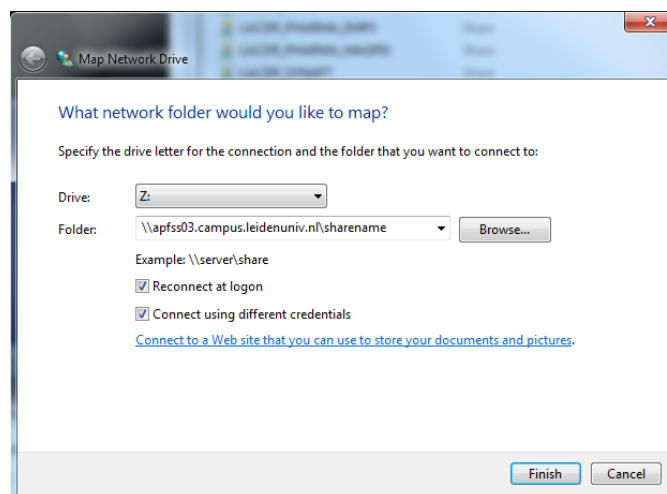 Map Network Drive
What network folder would you like to map?
Specify the drive letter for the connection and the folder that you want to connect to:
Drive: Z:
Folder: \\apfss03.campus.leidenuniv.nl\sharename Browse...
Example: \\server\share
Reconnect at logon
Connect using different credentials
Connect to a Web site that you can use to store your documents and pictures.
Finish Cancel